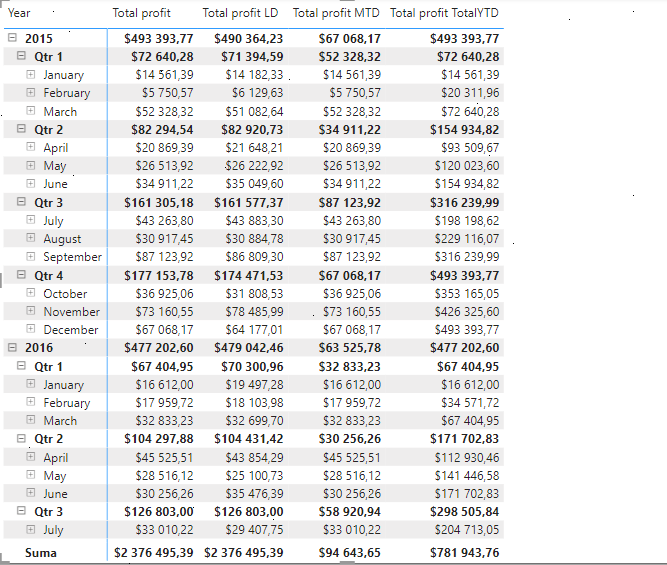 Year Total profit Total profit LD Total profit MTD Total profit TotalYTD
2015 $493 393,77 $490 364,23 $67 068,17 $493 393,77
Qtr 1 $72 640,28 $71 394,59 $52 328,32 $72 640,28
January $14 561,39 $14 182,33 $14 561,39 $14 561,39
February $5 750,57 $6 129,63 $5 750,57 $20 311,96
March $52 328,32 $51 082,64 $52 328,32 $72 640,28
Qtr 2 $82 294,54 $82 920,73 $34 911,22 $154 934,82
April $20 869,39 $21 648,21 $20 869,39 $93 509,67
May $26 513,92 $26 222,92 $26 513,92 $120 023,60
June $34 911,22 $35 049,60 $34 911,22 $154 934,82
Qtr 3 $161 305,18 $161 577,37 $87 123,92 $316 239,99
July $43 263,80 $43 883,30 $43 263,80 $198 198,62
August $30 917,45 $30 884,78 $30 917,45 $229 116,07
September $87 123,92 $86 809,30 $87 123,92 $316 239,99
Qtr 4 $177 153,78 $174 471,53 $67 068,17 $493 393,77
October $36 925,06 $31 808,53 $36 925,06 $353 165,05
November $73 160,55 $78 485,99 $73 160,55 $426 325,60
December $67 068,17 $64 177,01 $67 068,17 $493 393,77
2016 $477 202,60 $479 042,46 $63 525,78 $477 202,60
Qtr 1 $67 404,95 $70 300,96 $32 833,23 $67 404,95
January $16 612,00 $19 497,28 $16 612,00 $16 612,00
February $17 959,72 $18 103,98 $17 959,72 $34 571,72
March $32 833,23 $32 699,70 $32 833,23 $67 404,95
Qtr 2 $104 297,88 $104 431,42 $30 256,26 $171 702,83
April $45 525,51 $43 854,29 $45 525,51 $112 930,46
May $28 516,12 $25 100,73 $28 516,12 $141 446,58
June $30 256,26 $35 476,39 $30 256,26 $171 702,83
Qtr 3 $126 803,00 $126 803,00 $58 920,94 $298 505,84
July $33 010,22 $29 407,75 $33 010,22 $204 713,05
Suma $2 376 495,39 $2 376 495,39 $94 643,65 $781 943,76